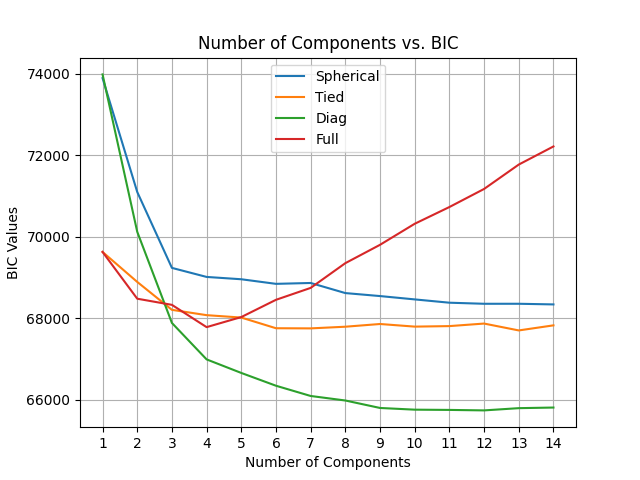 Number of Components vs. BIC
Spherical
Tied
Diag
Full
BIC Values
74000
72000
70000
68000
66000
1 2 3 4 5 6 7 8 9 10 11 12 13 14
Number of Components